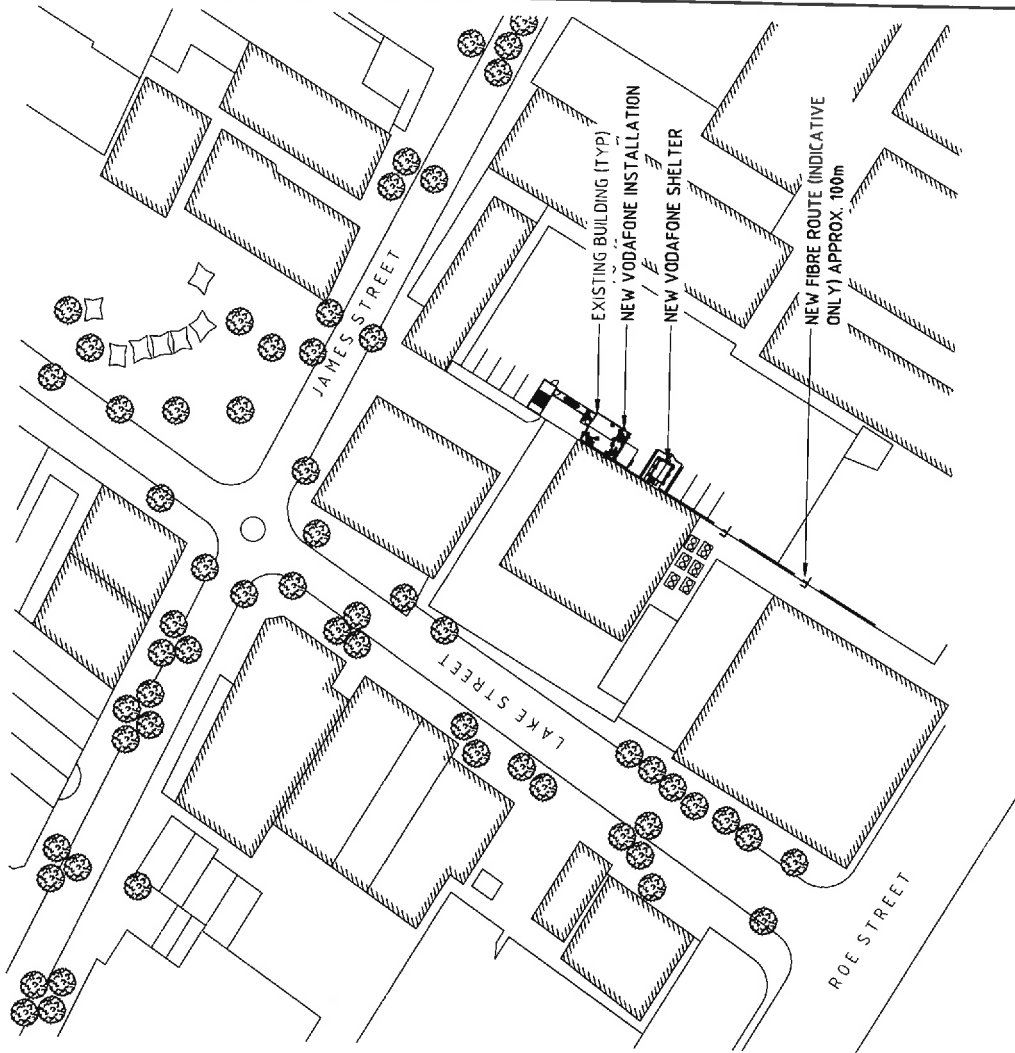 JAMES STREET
EXISTING BUILDING (TYP)
NEW VODAFONE INSTALLATION
NEW VODAFONE SHELTER
NEW FIBRE ROUTE (INDICATIVE
ONLY) APPROX. 100m
LAKE STREET
ROE STREET